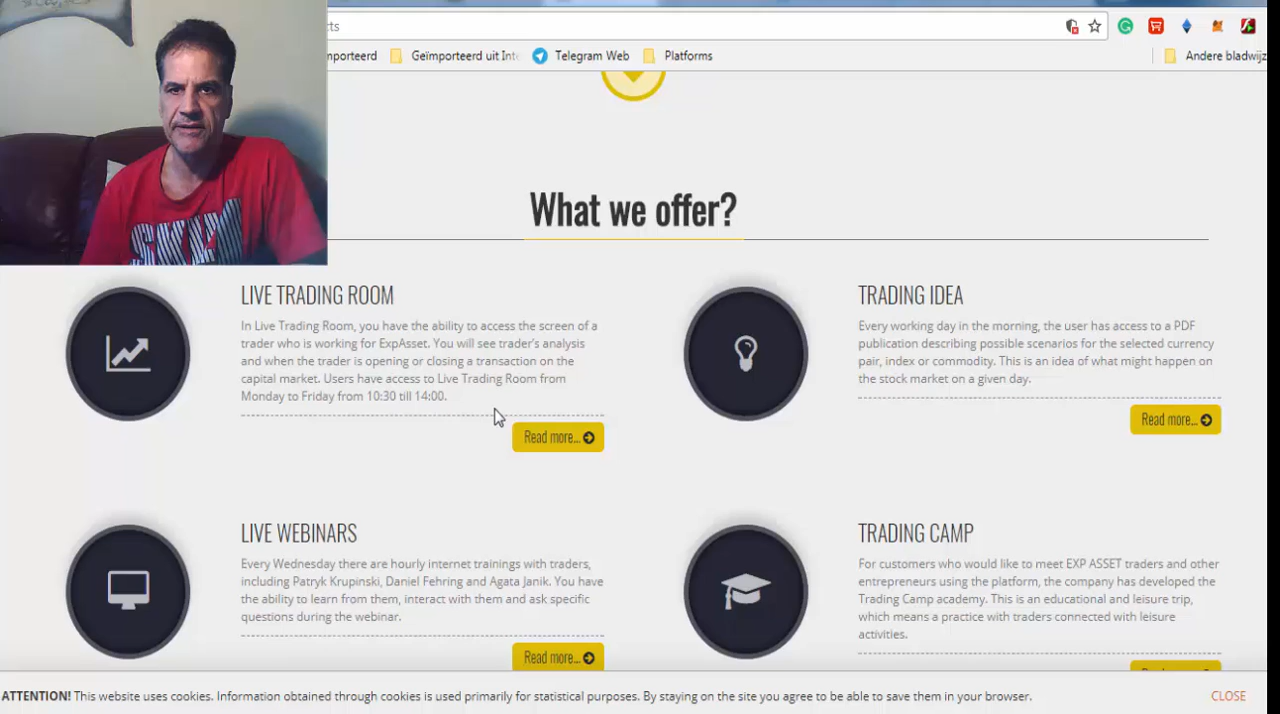 cts
mporteerd
Geïmporteerd uit Int
Telegram Web
Platforms
Andere bladwijz
What we offer?
LIVE TRADING ROOM
In Live Trading Room, you have the ability to access the screen of a
trader who is working for ExpAsset. You will see trader's analysis
and when the trader is opening or closing a transaction on the
capital market. Users have access to Live Trading Room from
Monday to Friday from 10:30 till 14:00.
Read more...
TRADING IDEA
Every working day in the morning, the user has access to a PDF
publication describing possible scenarios for the selected currency
pair, index or commodity. This is an idea of what might happen on
the stock market on a given day.
Read more...
LIVE WEBINARS
Every Wednesday there are hourly internet trainings with traders,
including Patryk Krupinski, Daniel Fehring and Agata Janik. You have
the ability to learn from them, interact with them and ask specific
questions during the webinar.
Read more...
TRADING CAMP
For customers who would like to meet EXP ASSET traders and other
entrepreneurs using the platform, the company has developed the
Trading Camp academy. This is an educational and leisure trip,
which means a practice with traders connected with leisure
activities.
ATTENTION! This website uses cookies. Information obtained through cookies is used primarily for statistical purposes. By staying on the site you agree to be able to save them in your browser.
CLOSE